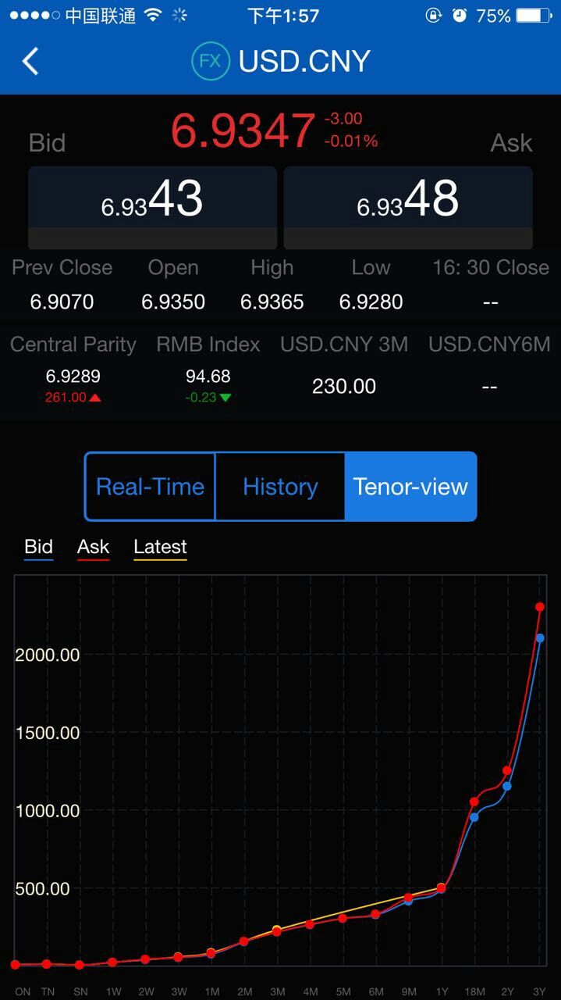 中国联通 下午1:57 75%
FX USD.CNY
Bid 6.9347 -3.00 -0.01% Ask
6.9343 6.9348
Prev Close Open High Low 16: 30 Close
6.9070 6.9350 6.9365 6.9280 --
Central Parity RMB Index USD.CNY 3M USD.CNY6M
6.9289 94.68 230.00 --
261.00 -0.23
Real-Time History Tenor-view
Bid Ask Latest
2000.00
1500.00
1000.00
500.00
ON TN SN 1W 2W 3W 1M 2M 3M 4M 5M 6M 9M 1Y 18M 2Y 3Y